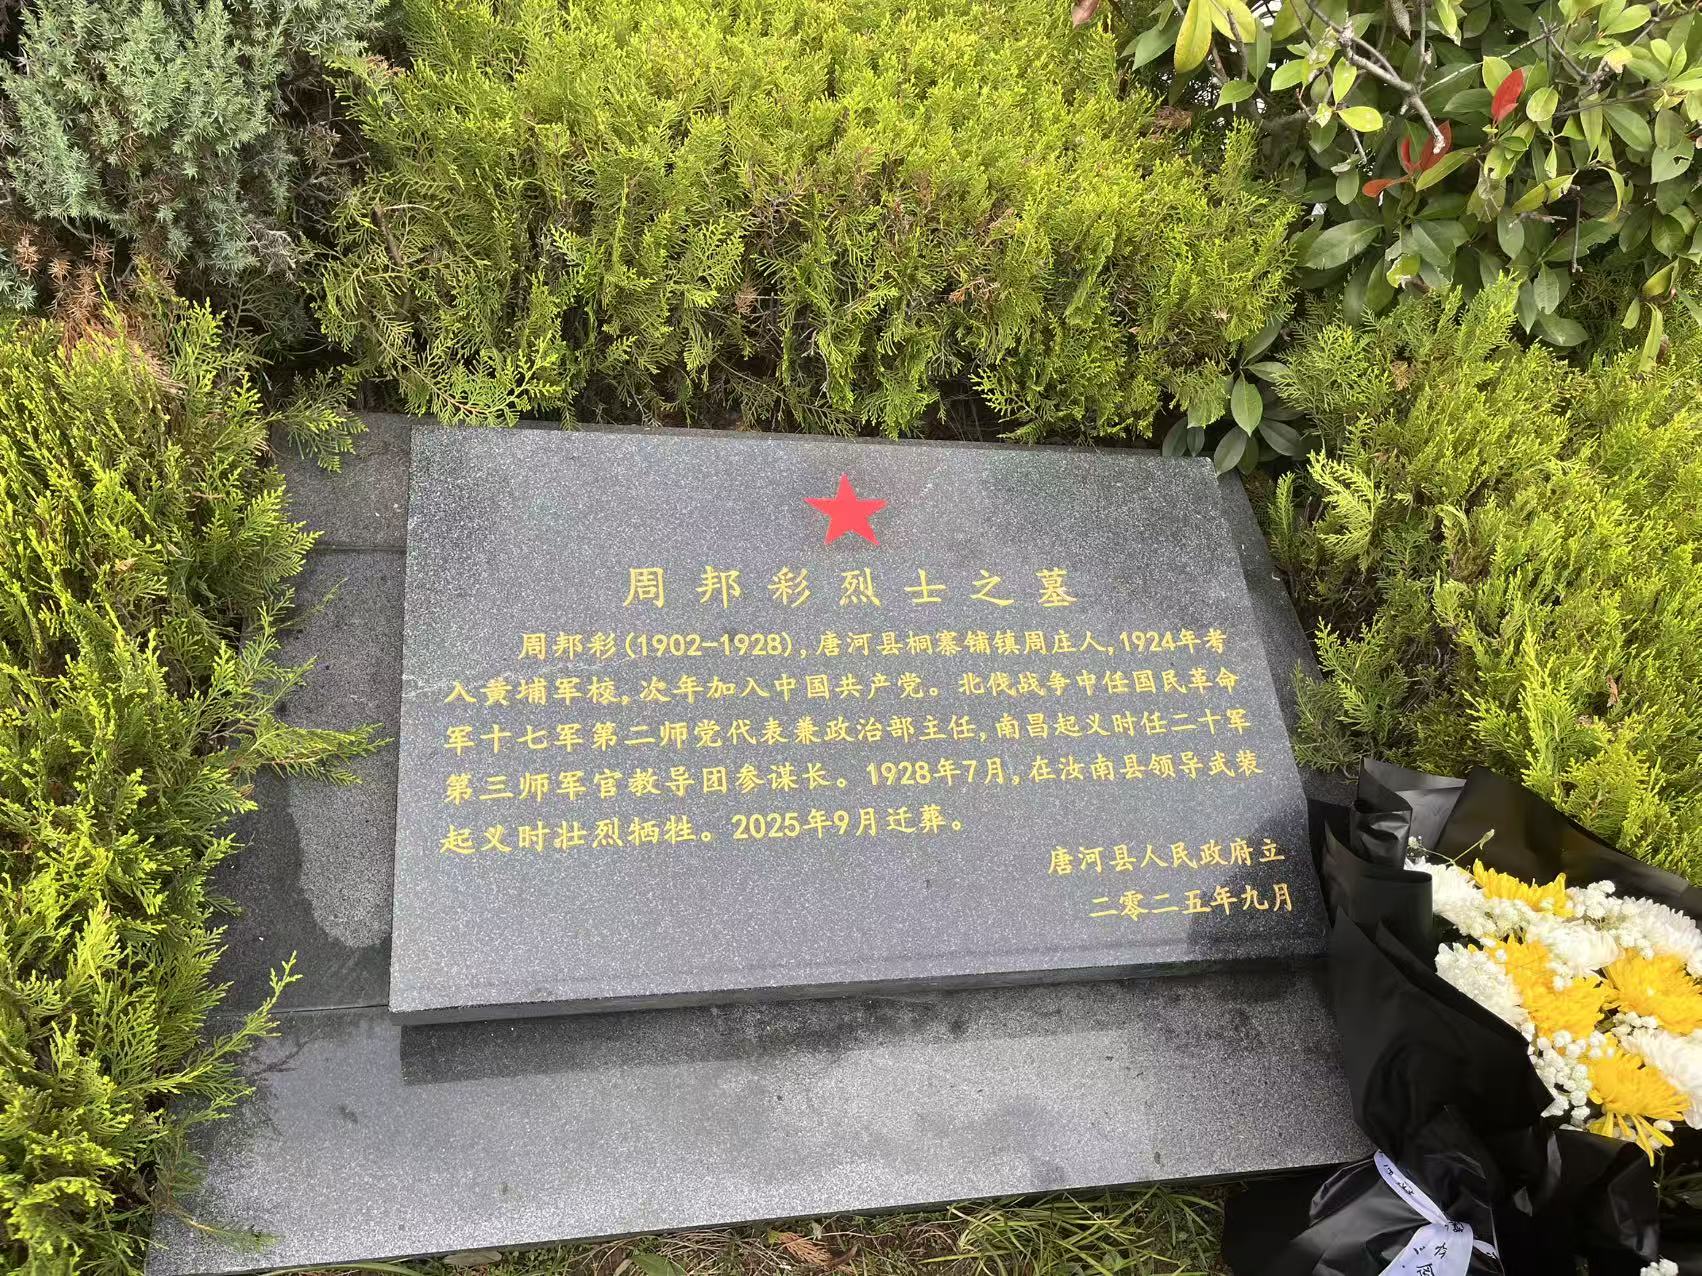 周邦彩烈士之墓
周邦彩(1902-1928),唐河县桐寨铺镇周庄人,1924年考
入黄埔军校,次年加入中国共产党。北伐战争中任国民革命
军十七军第二师党代表兼政治部主任,南昌起义时任二十军
第三师军官教导团参谋长。1928年7月,在汝南县领导武装
起义时壮烈牺牲。2025年9月迁葬。
唐河县人民政府立
二零二五年九月